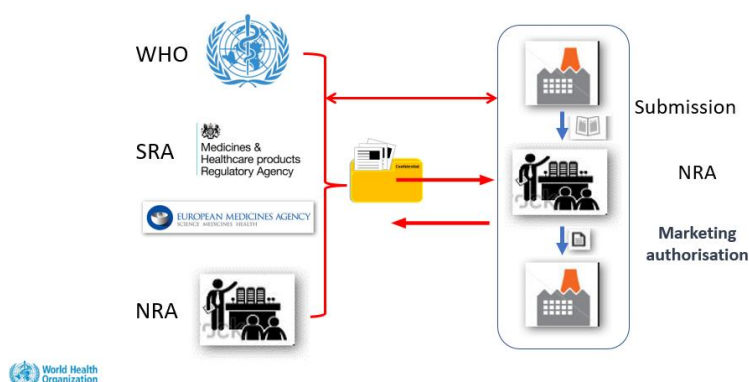 WHO
SRA
Medicines &
Healthcare products
Regulatory Agency
EUROPEAN MEDICINES AGENCY
SCIENCE MEDICINES HEALTH
NRA
Confidential
Submission
NRA
Marketing
authorisation
World Health
Organization